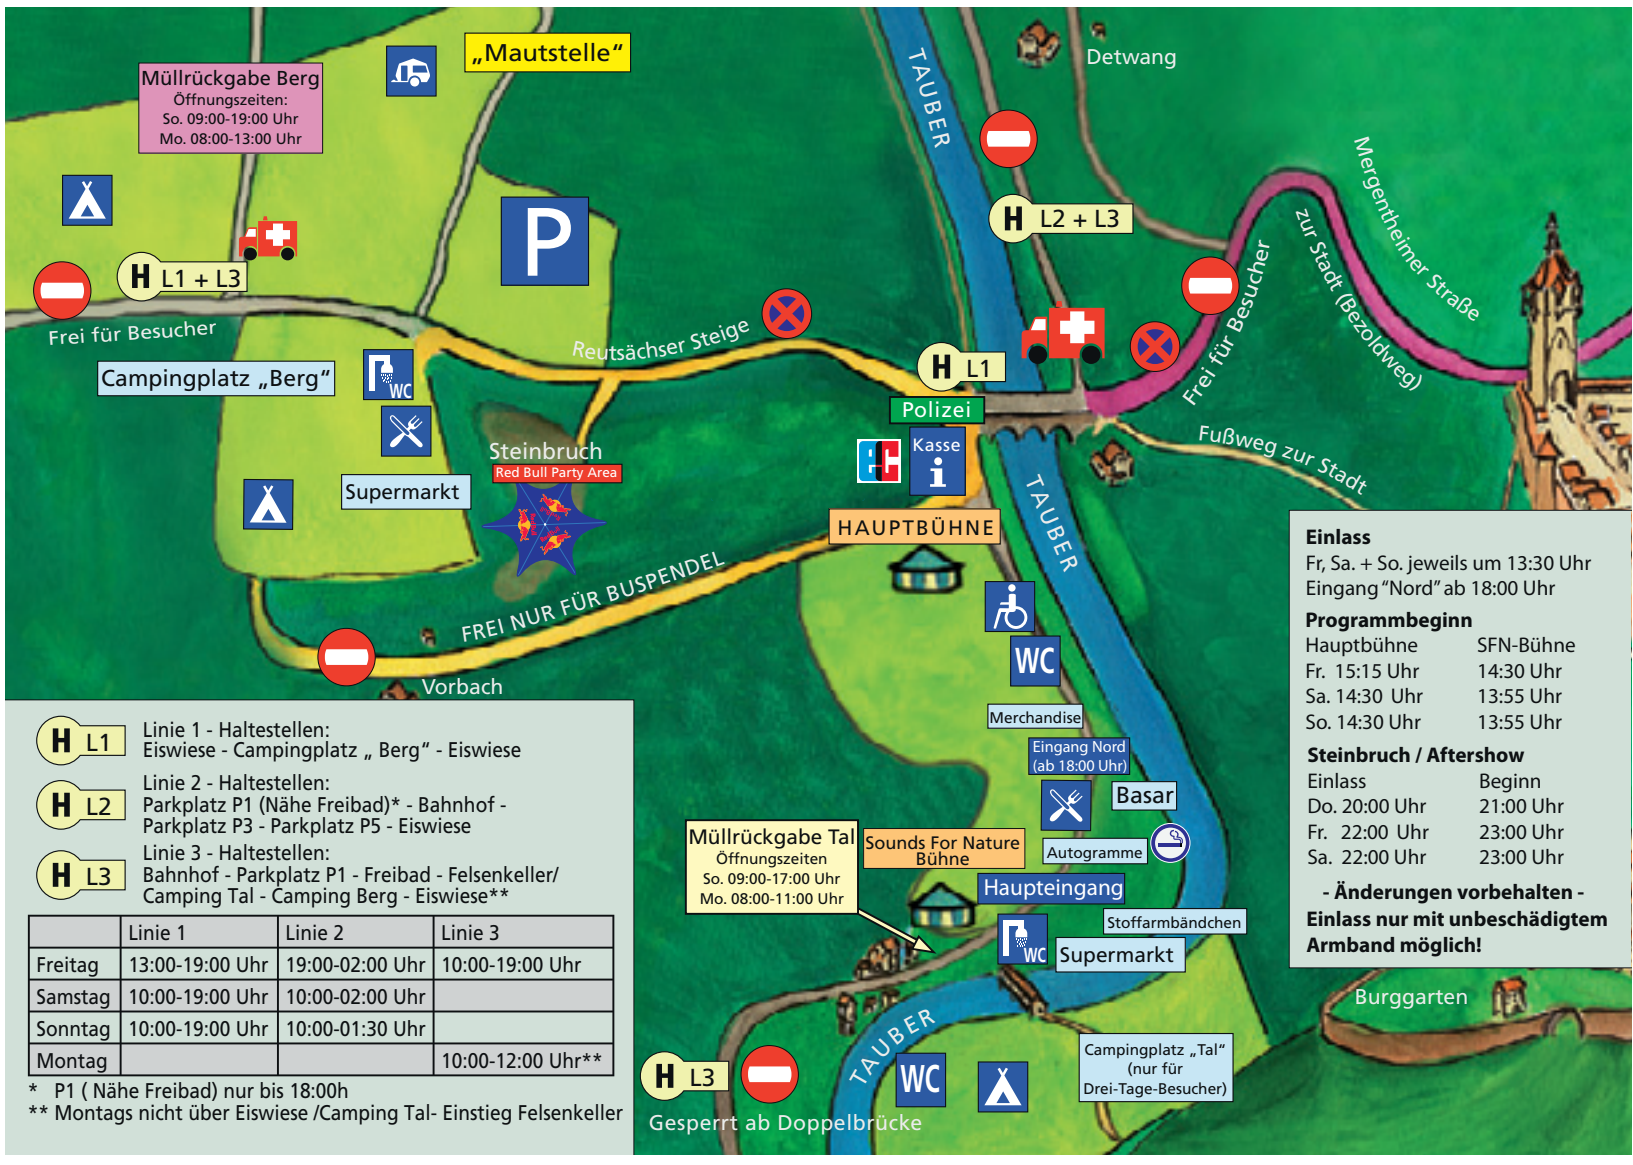 „Mautstelle“
Müllrückgabe Berg
Öffnungszeiten:
So. 09:00-19:00 Uhr
Mo. 08:00-13:00 Uhr
Detwang
TAUBER
P
H L2 + L3
Mergentheimer Straße
zur Stadt (Bezoldweg)
Frei für Besucher
H L1 + L3
Frei für Besucher
Reutsächser Steige
Campingplatz „Berg“
WC
H L1
Polizei
ec
Kasse
i
Fußweg zur Stadt
Steinbruch
Red Bull Party Area
Supermarkt
HAUPTBÜHNE
TAUBER
FREI NUR FÜR BUSPENDEL
Vorbach
WC
Merchandise
Eingang Nord
(ab 18:00 Uhr)
Basar
Autogramme
Müllrückgabe Tal
Öffnungszeiten
So. 09:00-17:00 Uhr
Mo. 08:00-11:00 Uhr
Sounds For Nature
Bühne
Haupteingang
Stoffarmbändchen
WC
Supermarkt
TAUBER
WC
Campingplatz „Tal“
(nur für
Drei-Tage-Besucher)
H L3
Gesperrt ab Doppelbrücke
Burggarten
Einlass
Fr, Sa. + So. jeweils um 13:30 Uhr
Eingang “Nord” ab 18:00 Uhr
Programmbeginn
Hauptbühne SFN-Bühne
Fr. 15:15 Uhr 14:30 Uhr
Sa. 14:30 Uhr 13:55 Uhr
So. 14:30 Uhr 13:55 Uhr
Steinbruch / Aftershow
Einlass Beginn
Do. 20:00 Uhr 21:00 Uhr
Fr. 22:00 Uhr 23:00 Uhr
Sa. 22:00 Uhr 23:00 Uhr
- Änderungen vorbehalten -
Einlass nur mit unbeschädigtem
Armband möglich!
H L1
Linie 1 - Haltestellen:
Eiswiese - Campingplatz „ Berg“ - Eiswiese
H L2
Linie 2 - Haltestellen:
Parkplatz P1 (Nähe Freibad)* - Bahnhof -
Parkplatz P3 - Parkplatz P5 - Eiswiese
H L3
Linie 3 - Haltestellen:
Bahnhof - Parkplatz P1 - Freibad - Felsenkeller/
Camping Tal - Camping Berg - Eiswiese**
Linie 1 Linie 2 Linie 3
Freitag 13:00-19:00 Uhr 19:00-02:00 Uhr 10:00-19:00 Uhr
Samstag 10:00-19:00 Uhr 10:00-02:00 Uhr
Sonntag 10:00-19:00 Uhr 10:00-01:30 Uhr
Montag 10:00-12:00 Uhr**
* P1 ( Nähe Freibad) nur bis 18:00h
** Montags nicht über Eiswiese /Camping Tal- Einstieg Felsenkeller